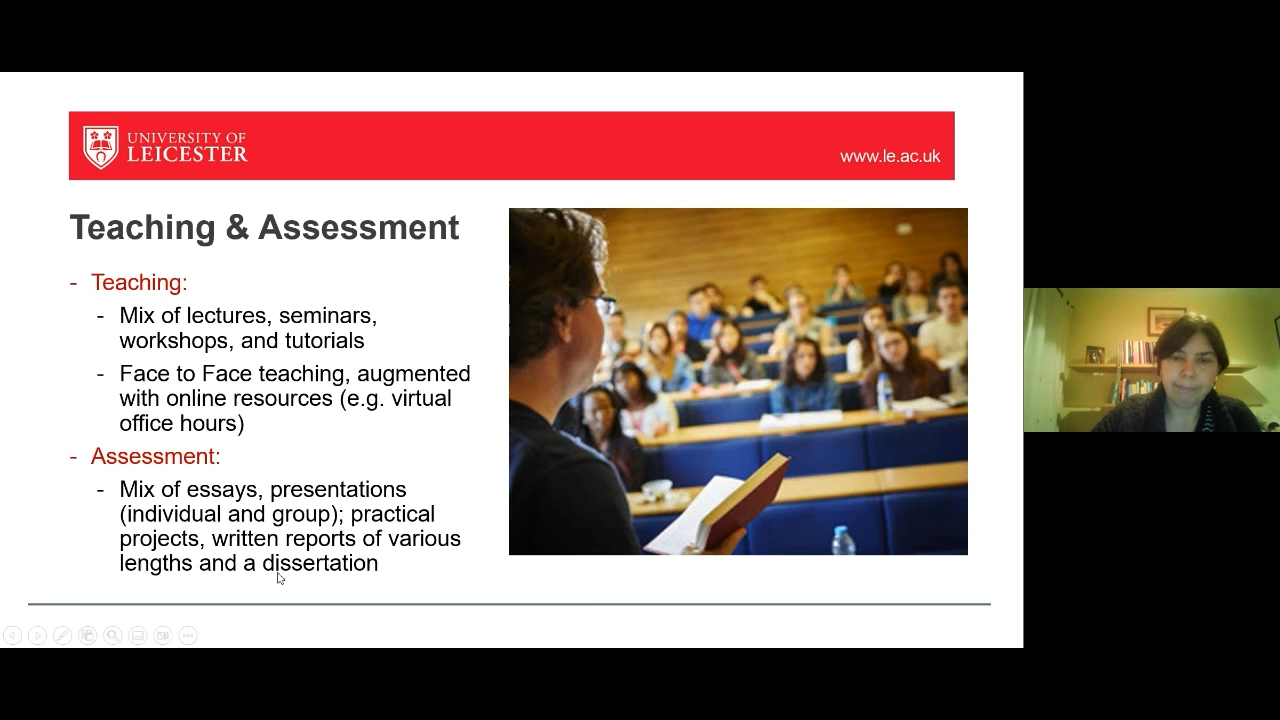 UNIVERSITY OF
LEICESTER
www.le.ac.uk
Teaching & Assessment
- Teaching:
- Mix of lectures, seminars,
workshops, and tutorials
- Face to Face teaching, augmented
with online resources (e.g. virtual
office hours)
- Assessment:
- Mix of essays, presentations
(individual and group); practical
projects, written reports of various
lengths and a dissertation